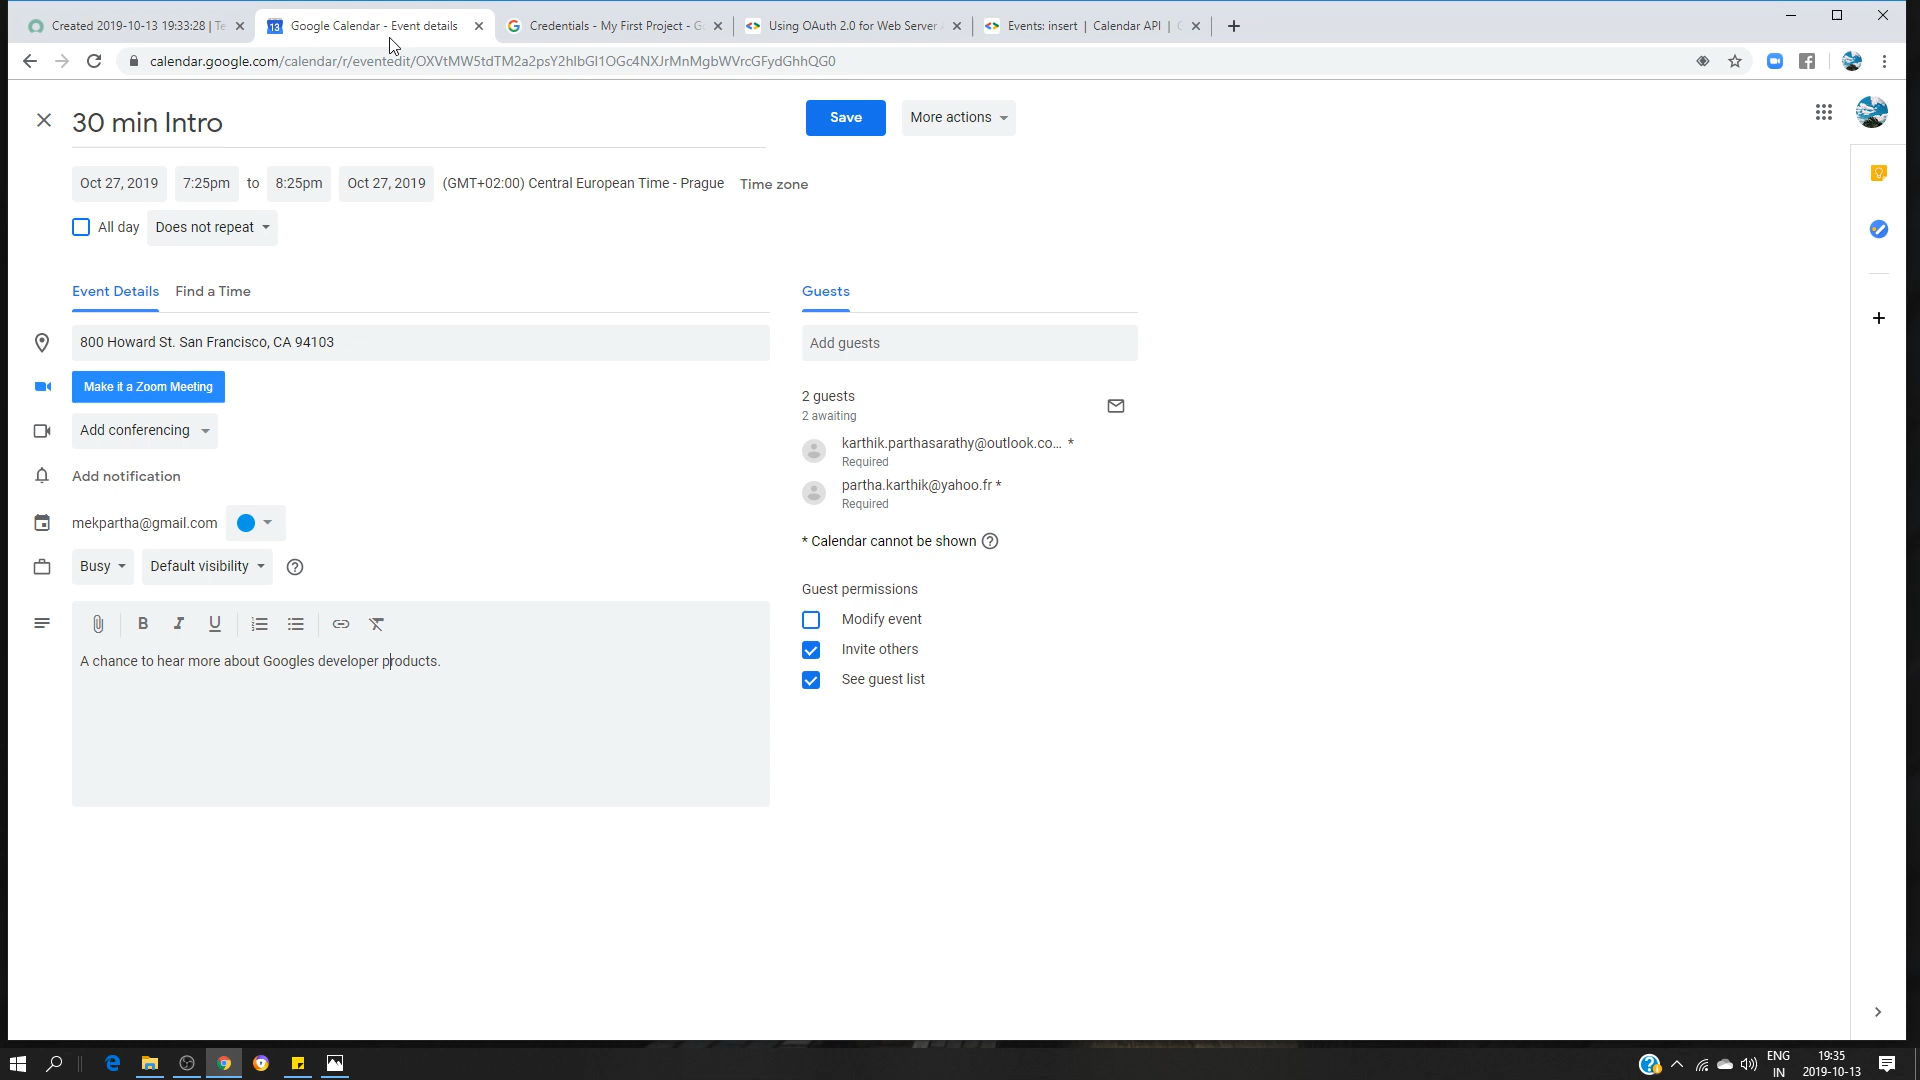 Created 2019-10-13 19:33:28 | Te
Google Calendar - Event details
Credentials - My First Project - G
Using OAuth 2.0 for Web Server
Events: insert | Calendar API |
calendar.google.com/calendar/r/eventedit/OXVtMW5tdTM2a2psY2hlbGI1OGc4NXJrMnMgbWVrcGFydGhhQG0
30 min Intro
Save
More actions
Oct 27, 2019
7:25pm
to
8:25pm
Oct 27, 2019
(GMT+02:00) Central European Time - Prague
Time zone
All day
Does not repeat
Event Details
Find a Time
Guests
800 Howard St. San Francisco, CA 94103
Add guests
Make it a Zoom Meeting
2 guests
2 awaiting
Add conferencing
karthik.parthasarathy@outlook.co... *
Required
Add notification
partha.karthik@yahoo.fr *
Required
mekpartha@gmail.com
* Calendar cannot be shown
Busy
Default visibility
Guest permissions
Modify event
Invite others
See guest list
B I U
A chance to hear more about Googles developer products.
ENG
IN
19:35
2019-10-13